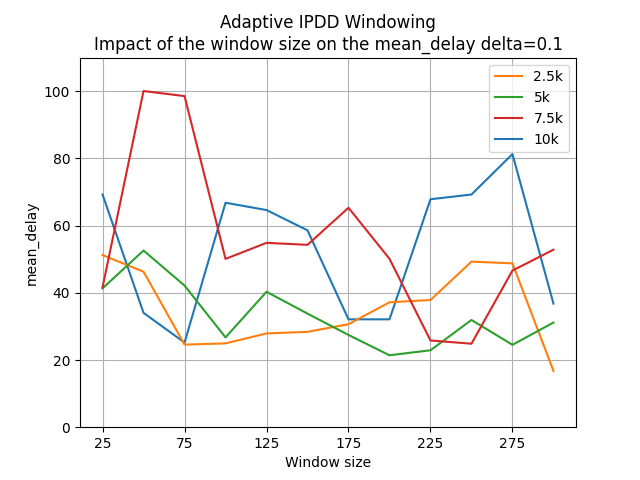 Adaptive IPDD Windowing
Impact of the window size on the mean_delay delta=0.1
2.5k
5k
7.5k
10k
mean_delay
100
80
60
40
20
0
25
75
125
175
225
275
Window size